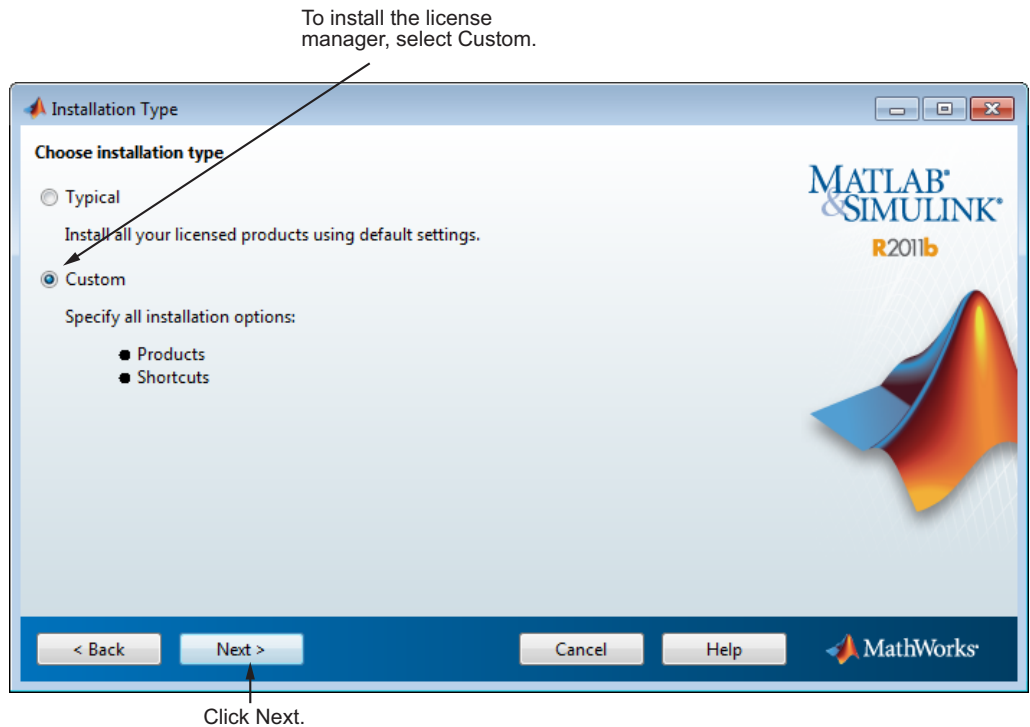 To install the license
manager, select Custom.
Installation Type
Choose installation type
Typical
Install all your licensed products using default settings.
Custom
Specify all installation options:
Products
Shortcuts
MATLAB®
&SIMULINK®
R2011b
< Back
Next >
Cancel
Help
MathWorks®
Click Next.